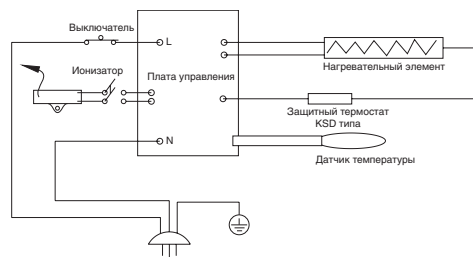 Выключатель
L
Ионизатор
Плата управления
Нагревательный элемент
Защитный термостат
KSD типа
N
Датчик температуры